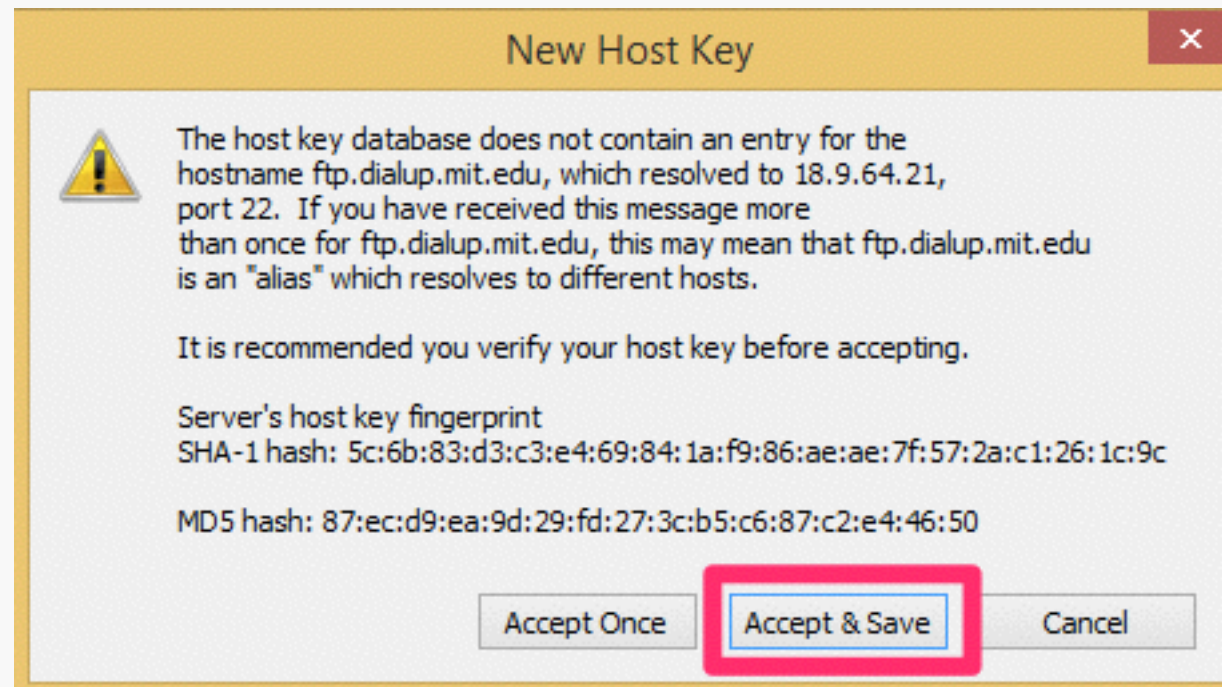 New Host Key
The host key database does not contain an entry for the
hostname ftp.dialup.mit.edu, which resolved to 18.9.64.21,
port 22.  If you have received this message more
than once for ftp.dialup.mit.edu, this may mean that ftp.dialup.mit.edu
is an "alias" which resolves to different hosts.
It is recommended you verify your host key before accepting.
Server's host key fingerprint
SHA-1 hash: 5c:6b:83:d3:c3:e4:69:84:1a:f9:86:ae:ae:7f:57:2a:c1:26:1c:9c
MD5 hash: 87:ec:d9:ea:9d:29:fd:27:3c:b5:c6:87:c2:e4:46:50
Accept Once Accept & Save Cancel